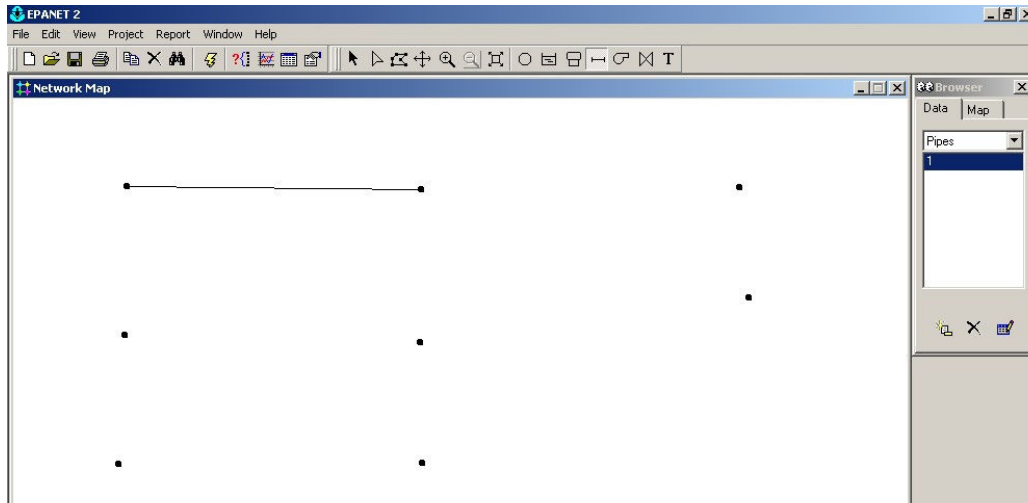 EPANET 2
File Edit View Project Report Window Help
T
Network Map
Browser
Data Map
Pipes
1